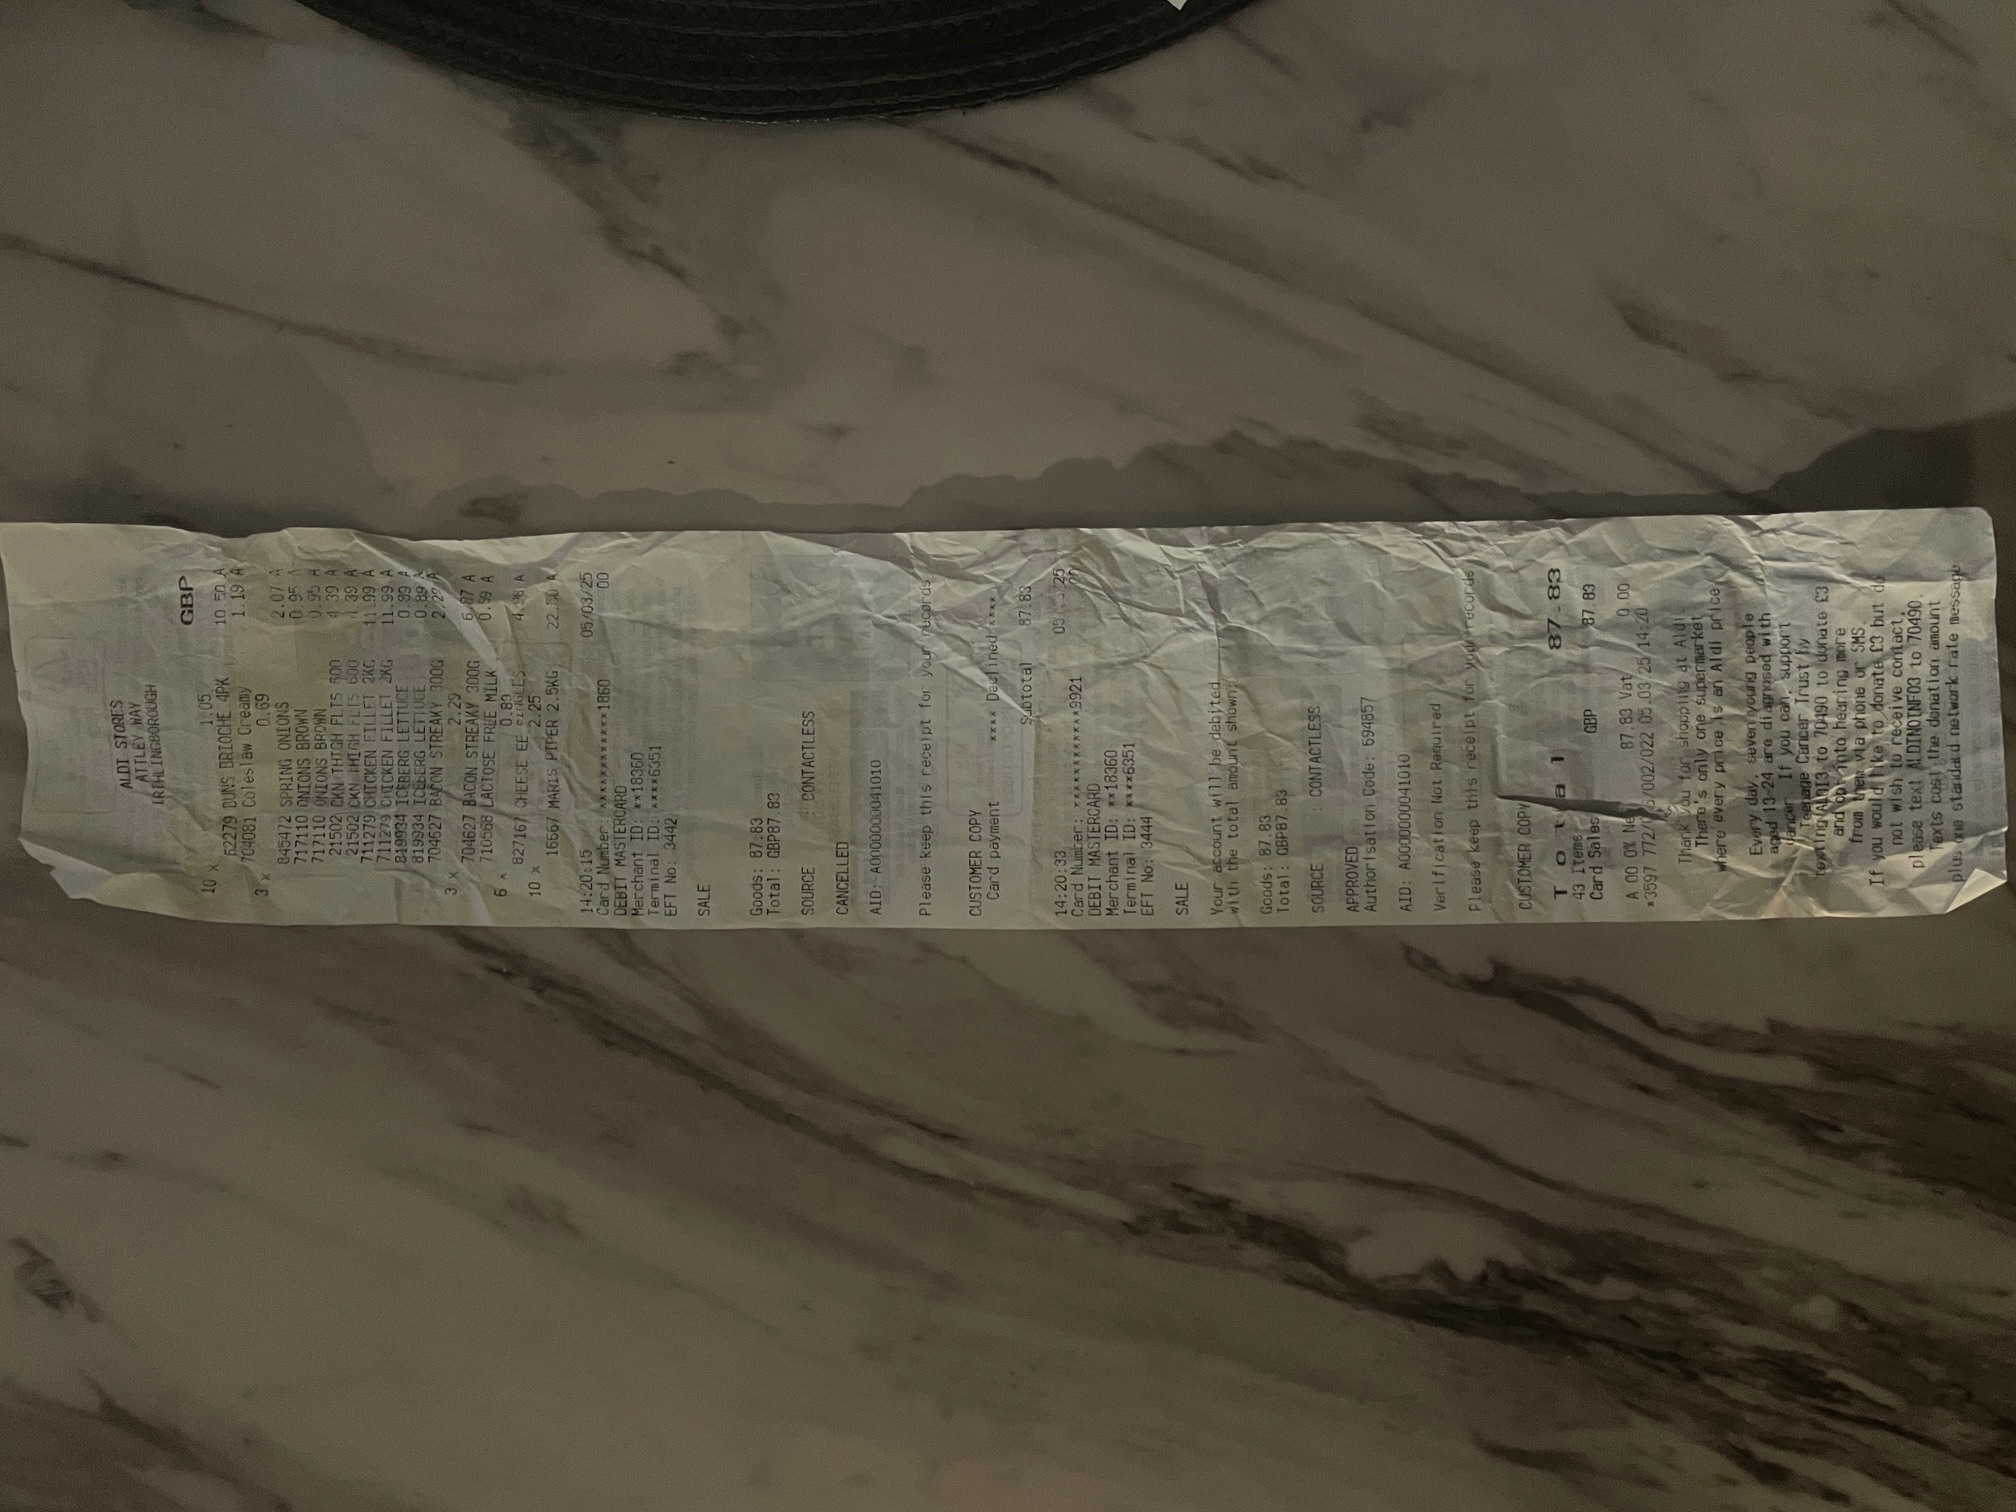 ALDI STORES
ATTLEY WAY
IRTHLINGBOROUGH
GBP
10 x 1.05
62279 BUNS BRIOCHE 4PK 10.50 A
704081 Coleslaw Creamy 1.19 A
3 x 0.69
845472 SPRING ONIONS 2.07 A
717110 ONIONS BROWN 0.95 A
717110 ONIONS BROWN 0.95 A
21502 CKN THIGH FLTS 600 4.39 A
21502 CKN THIGH FLTS 600 4.39 A
711279 CHICKEN FILLET 2KG 11.99 A
711279 CHICKEN FILLET 2KG 11.99 A
819934 ICEBERG LETTUCE 0.89 A
819934 ICEBERG LETTUCE 0.89 A
704627 BACON STREAKY 300G 2.29 A
3 x 2.29
704627 BACON STREAKY 300G 6.87 A
710568 LACTOSE FREE MILK 0.99 A
6 x 0.83
827167 CHEESE EE SINGLES 4.98 A
10 x 2.25
16667 MARIS PIPER 2.5KG 22.50 A
14:20:15 05/03/25
Card Number: ************1860 00
DEBIT MASTERCARD
Merchant ID: **18360
Terminal ID: ****6351
EFT No: 3442
SALE
Goods: 87.83
Total: GBP87.83
SOURCE : CONTACTLESS
CANCELLED
AID: A0000000041010
Please keep this receipt for your records
CUSTOMER COPY
Card payment **** Declined ****
Subtotal 87.83
14:20:33
Card Number: ************9921 00
DEBIT MASTERCARD
Merchant ID: **18360
Terminal ID: ****6351
EFT No: 3444
SALE
Your account will be debited
with the total amount shown:
Goods: 87.83
Total: GBP87.83
SOURCE : CONTACTLESS
APPROVED
Authorisation Code: 694857
AID: A0000000041010
Verification Not Required
Please keep this receipt for your records
CUSTOMER COPY
Total 87.83
43 Items
Card Sales GBP 87.83
A 00.0% Net 87.83 Vat 0.00
*3597 05.03.25 14:20
Thank you for shopping at Aldi.
There's only one supermarket
where every price is an Aldi price
Every day, seven young people
aged 13-24 are diagnosed with
cancer. If you can, support
Teenage Cancer Trust by
texting ALDI3 to 70490 to donate £3
and opt into hearing more
from them via phone or SMS.
If you would like to donate £3 but do
not wish to receive contact,
please text ALDINOINFO3 to 70490.
Texts cost the donation amount
plus one standard network rate message